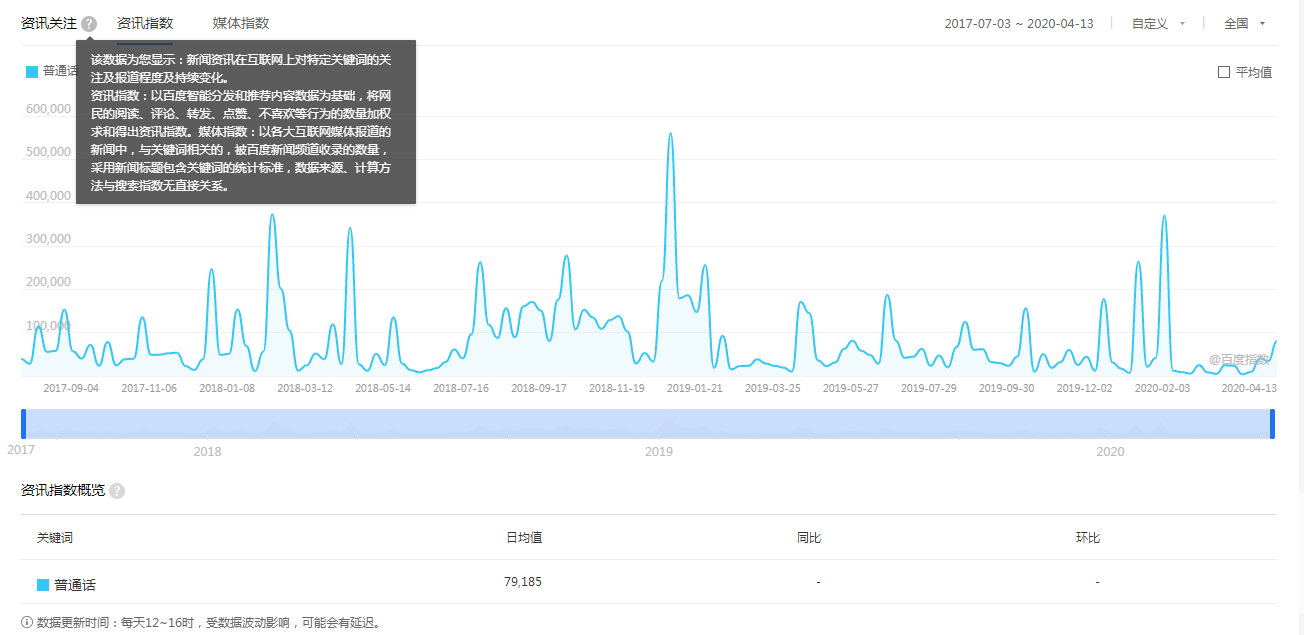 资讯关注 ? 资讯指数 媒体指数 2017-07-03 ~ 2020-04-13 自定义 全国
该数据为您显示：新闻资讯在互联网上对特定关键词的关
注及报道程度及持续变化。
资讯指数：以百度智能分发和推荐内容数据为基础，将网
民的阅读、评论、转发、点赞、不喜欢等行为的数量加权
求和得出资讯指数。媒体指数：以各大互联网媒体报道的
新闻中，与关键词相关的，被百度新闻频道收录的数量，
采用新闻标题包含关键词的统计标准，数据来源、计算方
法与搜索指数无直接关系。
普通话 平均值
600,000
500,000
400,000
300,000
200,000
100,000
@百度指数
2017-09-04 2017-11-06 2018-01-08 2018-03-12 2018-05-14 2018-07-16 2018-09-17 2018-11-19 2019-01-21 2019-03-25 2019-05-27 2019-07-29 2019-09-30 2019-12-02 2020-02-03 2020-04-13
2017 2018 2019 2020
资讯指数概览 ?
关键词 日均值 同比 环比
普通话 79,185 - -
数据更新时间：每天12~16时，受数据波动影响，可能会有延迟。